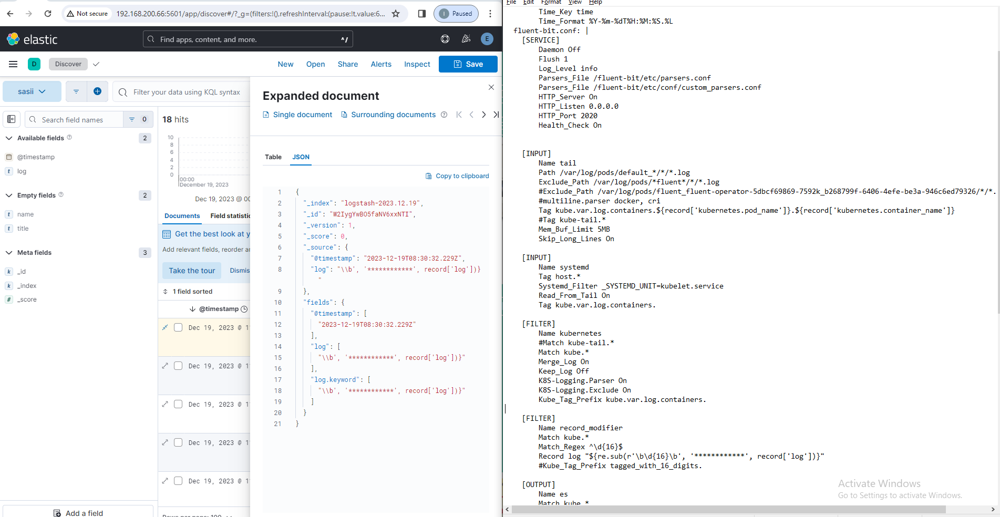 Not secure 192.168.200.66:5601/app/discover#/?_g=(filters:!(),refreshInterval:(pause:!t,value:6... I Paused
elastic
Find apps, content, and more. ^/ E
D Discover New Open Share Alerts Inspect Save
sasii Filter your data using KQL syntax
Search field names 0
Available fields 2
@timestamp
t log
Empty fields 2
t name
t title
Meta fields 3
k _id
k _index
# _score
Add a field
18 hits
10
8
6
4
2
0
00:00
December 19, 2023
Dec 19, 2023 @ 00
Documents Field statistic
Get the best look at y
Add relevant fields, reorder an
Take the tour Dismis
1 field sorted
@timestamp
Dec 19, 2023 @ 1
Dec 19, 2023 @ 1
Dec 19, 2023 @ 1
Dec 19, 2023 @ 1
Dec 19, 2023 @ 1
Rows per page: 100
Expanded document
Single document Surrounding documents
Table JSON
Copy to clipboard
1 {
2 "_index": "logstash-2023.12.19",
3 "_id": "W2IygYwBO5faNV6xxNTI",
4 "_version": 1,
5 "_score": 0,
6 "_source": {
7 "@timestamp": "2023-12-19T08:30:32.229Z",
8 "log": "\\b', '************', record['log'])}
"
9 },
10 "fields": {
11 "@timestamp": [
12 "2023-12-19T08:30:32.229Z"
13 ],
14 "log": [
15 "\\b', '************', record['log'])}"
16 ],
17 "log.keyword": [
18 "\\b', '************', record['log'])}"
19 ]
20 }
21 }
File Edit Format View Help
Time_Key time
Time_Format %Y-%m-%dT%H:%M:%S.%L
fluent-bit.conf: |
[SERVICE]
Daemon Off
Flush 1
Log_Level info
Parsers_File /fluent-bit/etc/parsers.conf
Parsers_File /fluent-bit/etc/conf/custom_parsers.conf
HTTP_Server On
HTTP_Listen 0.0.0.0
HTTP_Port 2020
Health_Check On
[INPUT]
Name tail
Path /var/log/pods/default_*/*/*.log
Exclude_Path /var/log/pods/*fluent*/*/*.log
#Exclude_Path /var/log/pods/fluent_fluent-operator-5dbcf69869-7592k_b268799f-6406-4efe-be3a-946c6ed79326/*/*.
#multiline.parser docker, cri
Tag kube.var.log.containers.${record['kubernetes.pod_name']}.${record['kubernetes.container_name']}
#Tag kube-tail.*
Mem_Buf_Limit 5MB
Skip_Long_Lines On
[INPUT]
Name systemd
Tag host.*
Systemd_Filter _SYSTEMD_UNIT=kubelet.service
Read_From_Tail On
Tag kube.var.log.containers.
[FILTER]
Name kubernetes
#Match kube-tail.*
Match kube.*
Merge_Log On
Keep_Log Off
K8S-Logging.Parser On
K8S-Logging.Exclude On
Kube_Tag_Prefix kube.var.log.containers.
[FILTER]
Name record_modifier
Match kube.*
Match_Regex ^\d{16}$
Record log "${re.sub(r'\b\d{16}\b', '************', record['log'])}"
#Kube_Tag_Prefix tagged_with_16_digits.
[OUTPUT]
Name es
Match kube.*
Activate Windows
Go to Settings to activate Windows.